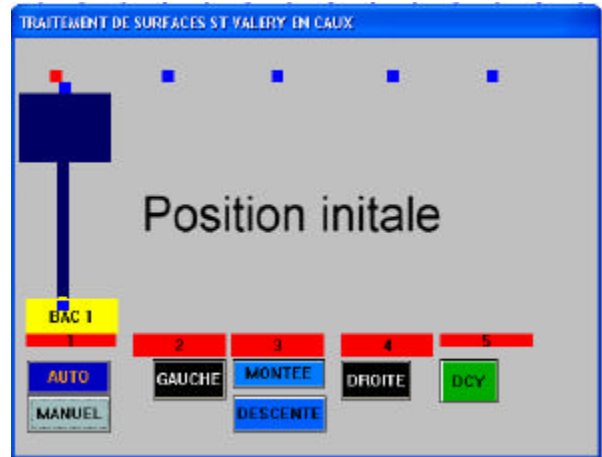 TRAITEMENT DE SURFACES ST VALERY EN CAUX
Position initale
BAC 1
1 2 3 4 5
AUTO GAUCHE MONTEE DROITE DCY
MANUEL DESCENTE